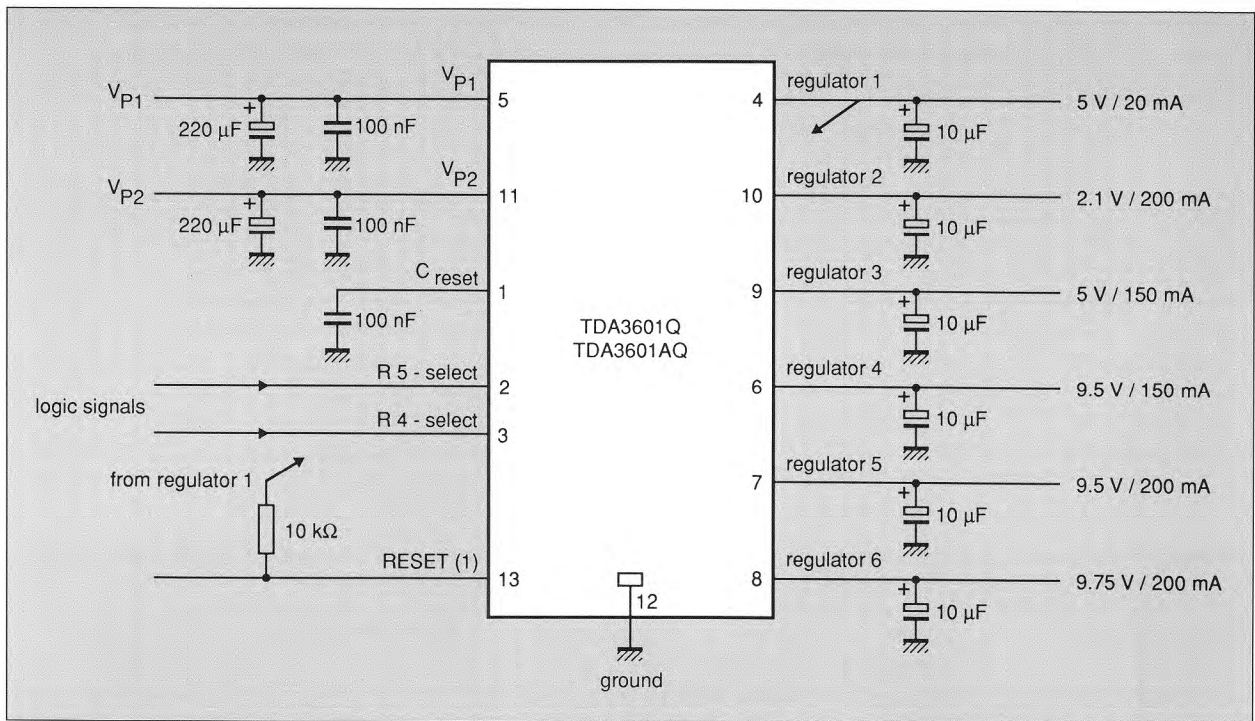 V P1
V P1
5
220 µF
+
100 nF
V P2
V P2
11
220 µF
+
100 nF
C reset
1
100 nF
R 5 - select
2
logic signals
R 4 - select
3
from regulator 1
10 kΩ
RESET (1)
13
TDA3601Q
TDA3601AQ
12
ground
regulator 1
4
+
10 µF
5 V / 20 mA
regulator 2
10
+
10 µF
2.1 V / 200 mA
regulator 3
9
+
10 µF
5 V / 150 mA
regulator 4
6
+
10 µF
9.5 V / 150 mA
regulator 5
7
+
10 µF
9.5 V / 200 mA
regulator 6
8
+
10 µF
9.75 V / 200 mA